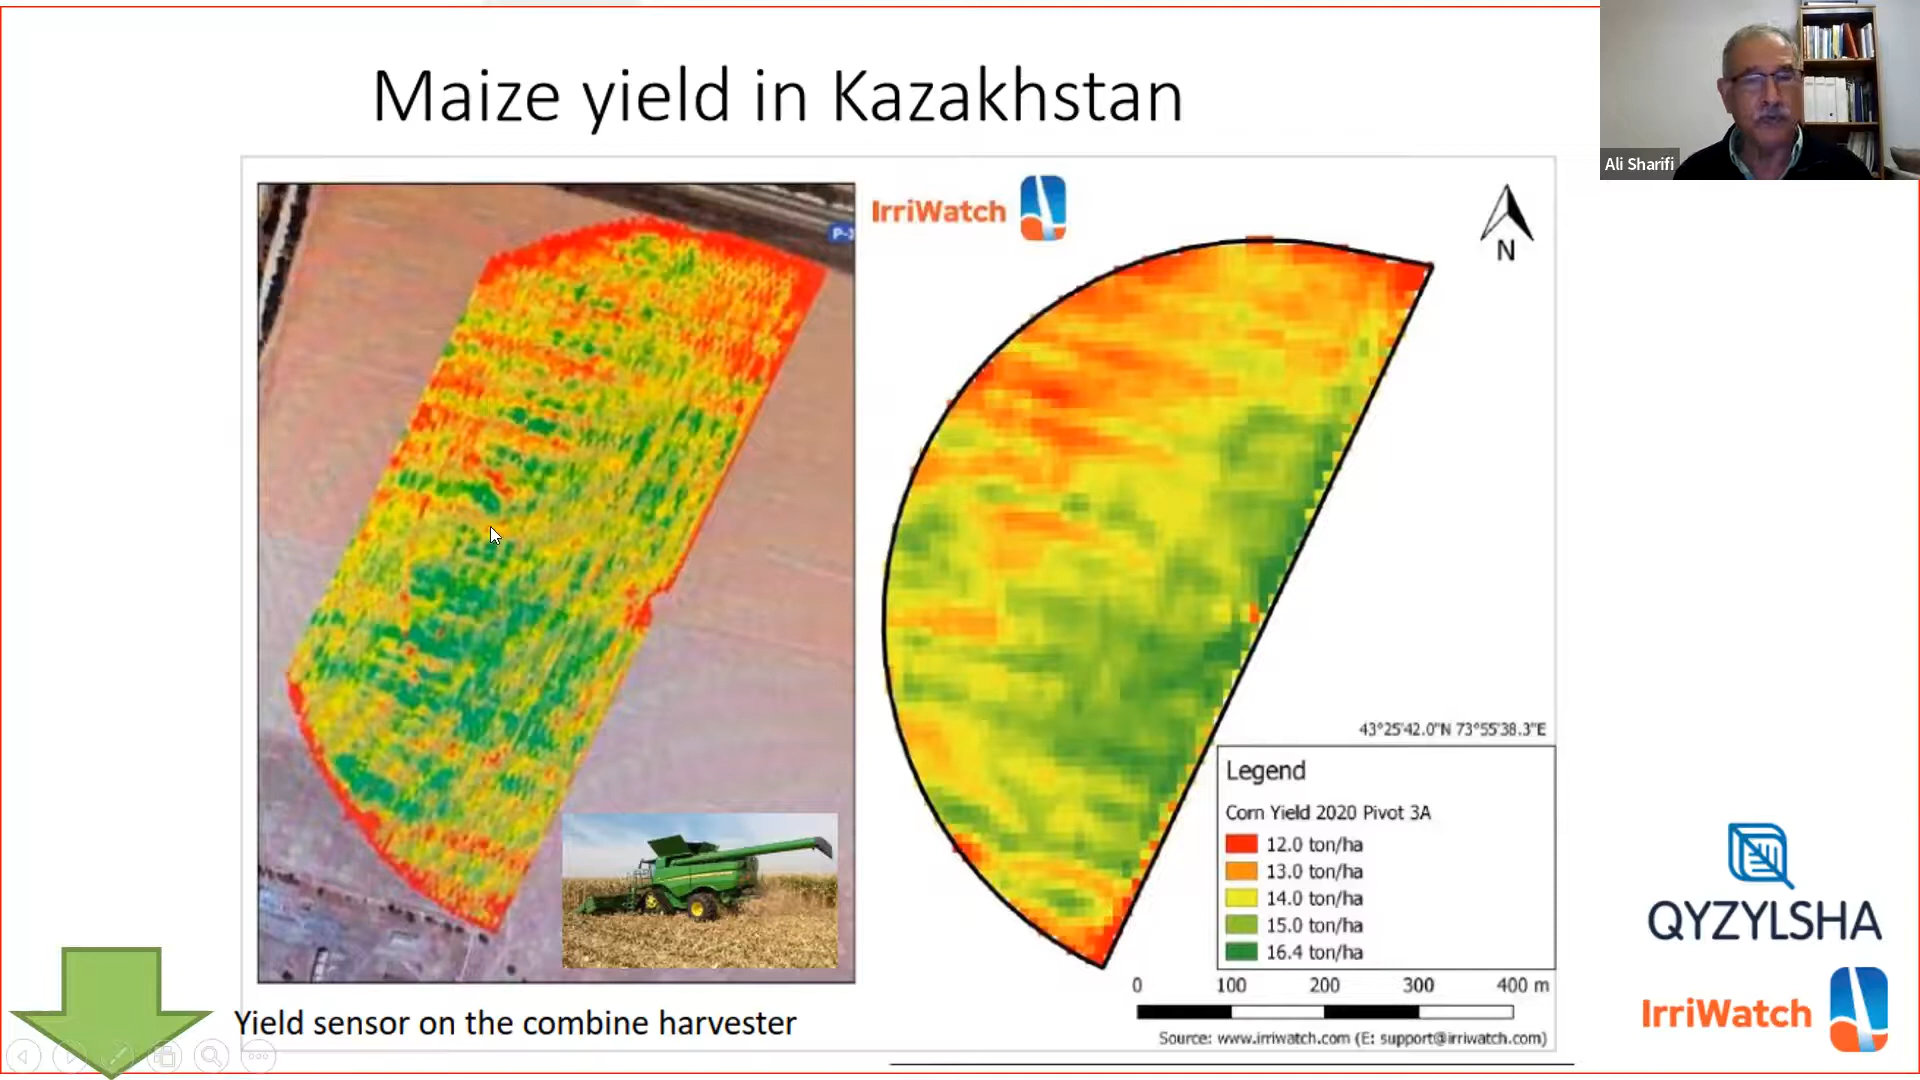 Maize yield in Kazakhstan
Ali Sharifi
IrriWatch
N
43°25'42.0"N 73°55'38.3"E
Legend
Corn Yield 2020 Pivot 3A
12.0 ton/ha
13.0 ton/ha
14.0 ton/ha
15.0 ton/ha
16.4 ton/ha
0 100 200 300 400 m
Source: www.irriwatch.com (E: support@irriwatch.com)
Yield sensor on the combine harvester
QYZYLSHA
IrriWatch